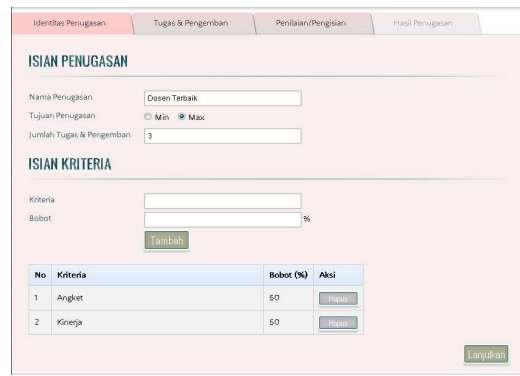 Identitas Penugasan Tugas & Pengemban Penilaian/Pengisian Hasil Penugasan
ISIAN PENUGASAN
Nama Penugasan Dosen Terbaik
Tujuan Penugasan Min Max
Jumlah Tugas & Pengemban 3
ISIAN KRITERIA
Kriteria
Bobot %
Tambah
No Kriteria Bobot (%) Aksi
1 Angket 50 Hapus
2 Kinerja 50 Hapus
Lanjutkan